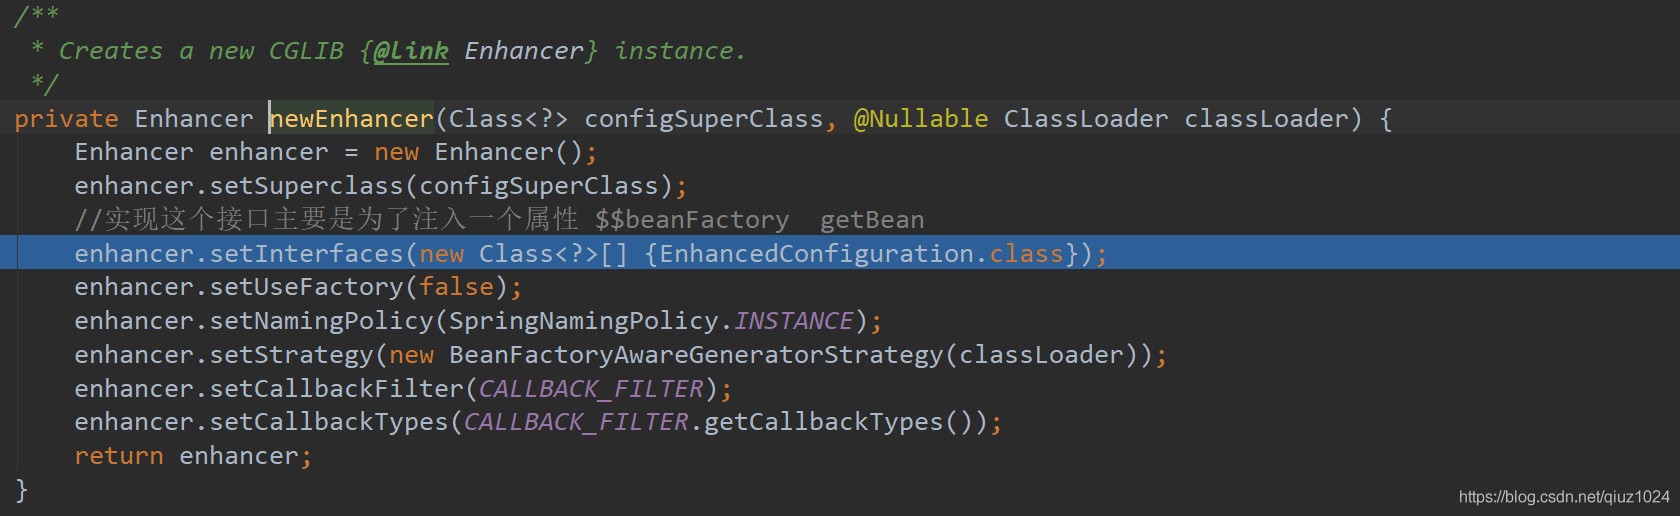 /**
 * Creates a new CGLIB {@link Enhancer} instance.
 */
private Enhancer newEnhancer(Class<?> configSuperClass, @Nullable ClassLoader classLoader) {
    Enhancer enhancer = new Enhancer();
    enhancer.setSuperclass(configSuperClass);
    //实现这个接口主要是为了注入一个属性 $$beanFactory  getBean
    enhancer.setInterfaces(new Class<?>[] {EnhancedConfiguration.class});
    enhancer.setUseFactory(false);
    enhancer.setNamingPolicy(SpringNamingPolicy.INSTANCE);
    enhancer.setStrategy(new BeanFactoryAwareGeneratorStrategy(classLoader));
    enhancer.setCallbackFilter(CALLBACK_FILTER);
    enhancer.setCallbackTypes(CALLBACK_FILTER.getCallbackTypes());
    return enhancer;
}
https://blog.csdn.net/qiuz1024